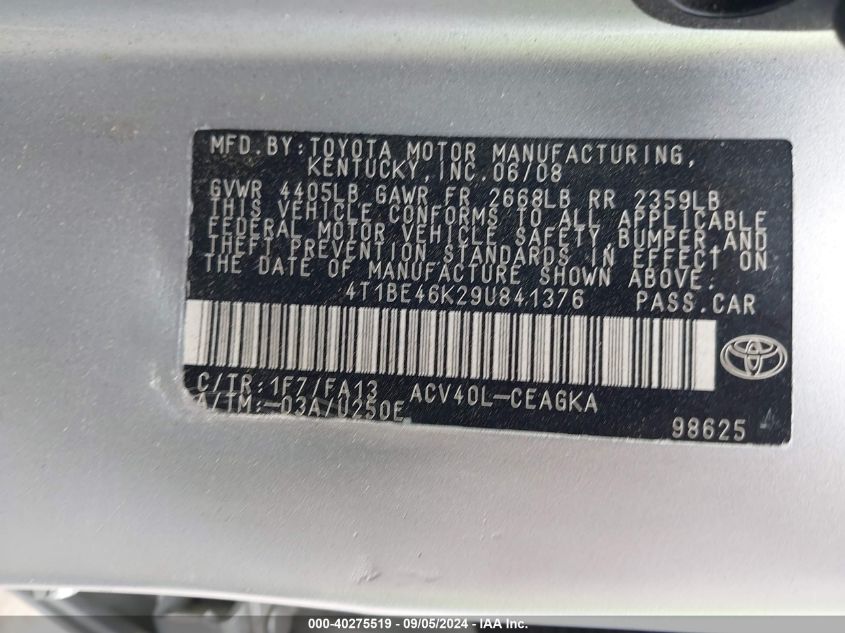 MFD.BY:TOYOTA MOTOR MANUFACTURING,
KENTUCKY,INC.06/08
GVWR 4405LB GAWR FR 2668LB RR 2359LB
THIS VEHICLE CONFORMS TO ALL APPLICABLE
FEDERAL MOTOR VEHICLE SAFETY,BUMPER,AND
THEFT PREVENTION STANDARDS IN EFFECT ON
THE DATE OF MANUFACTURE SHOWN ABOVE:
4T1BE46K29U841376 PASS.CAR
C/TR:1F7/FA13 ACV40L-CEAGKA
A/TM:-03A/U250E
98625
000-40275519 - 09/05/2024 - IAA Inc.